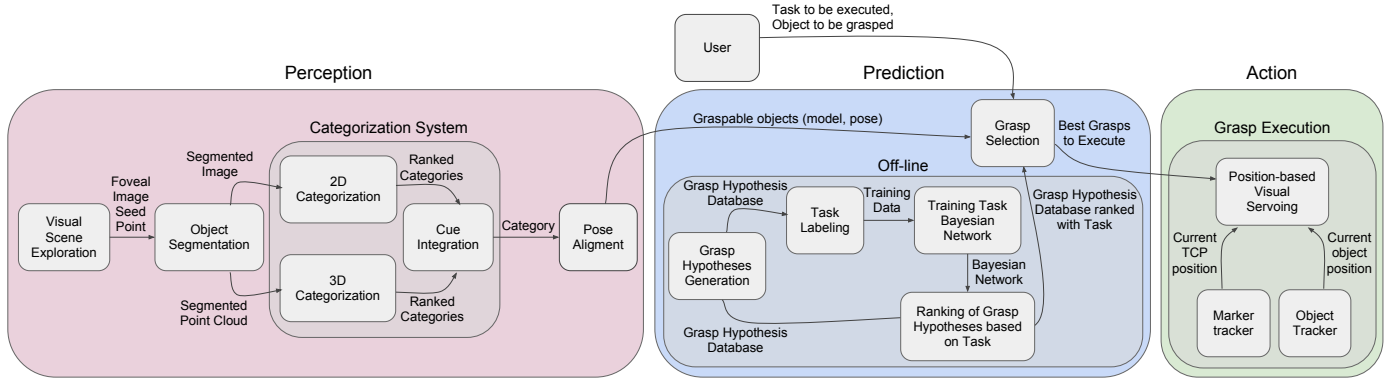 Task to be executed,
Object to be grasped
User
Perception
Prediction
Action
Categorization System
Graspable objects (model, pose)
Grasp
Selection
Best Grasps
to Execute
Grasp Execution
Segmented
Image
2D
Categorization
Ranked
Categories
Off-line
Foveal
Image
Seed
Point
Visual
Scene
Exploration
Object
Segmentation
Cue
Integration
Category
Pose
Aligment
Segmented
Point Cloud
3D
Categorization
Ranked
Categories
Grasp Hypothesis
Database
Task
Labeling
Training
Data
Training Task
Bayesian
Network
Grasp Hypothesis
Database ranked
with Task
Grasp
Hypotheses
Generation
Bayesian
Network
Grasp Hypothesis
Database
Ranking of Grasp
Hypotheses based
on Task
Position-based
Visual
Servoing
Current
TCP
position
Current
object
position
Marker
tracker
Object
Tracker